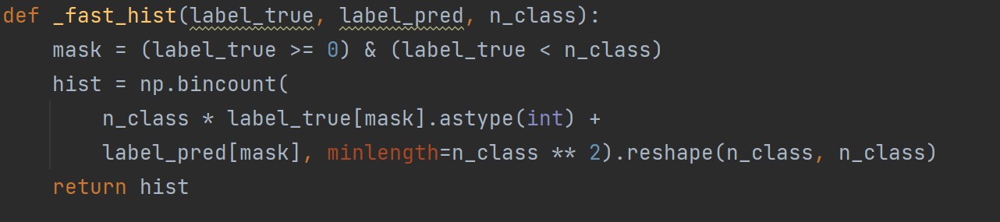 def _fast_hist(label_true, label_pred, n_class):
    mask = (label_true >= 0) & (label_true < n_class)
    hist = np.bincount(
        n_class * label_true[mask].astype(int) +
        label_pred[mask], minlength=n_class ** 2).reshape(n_class, n_class)
    return hist